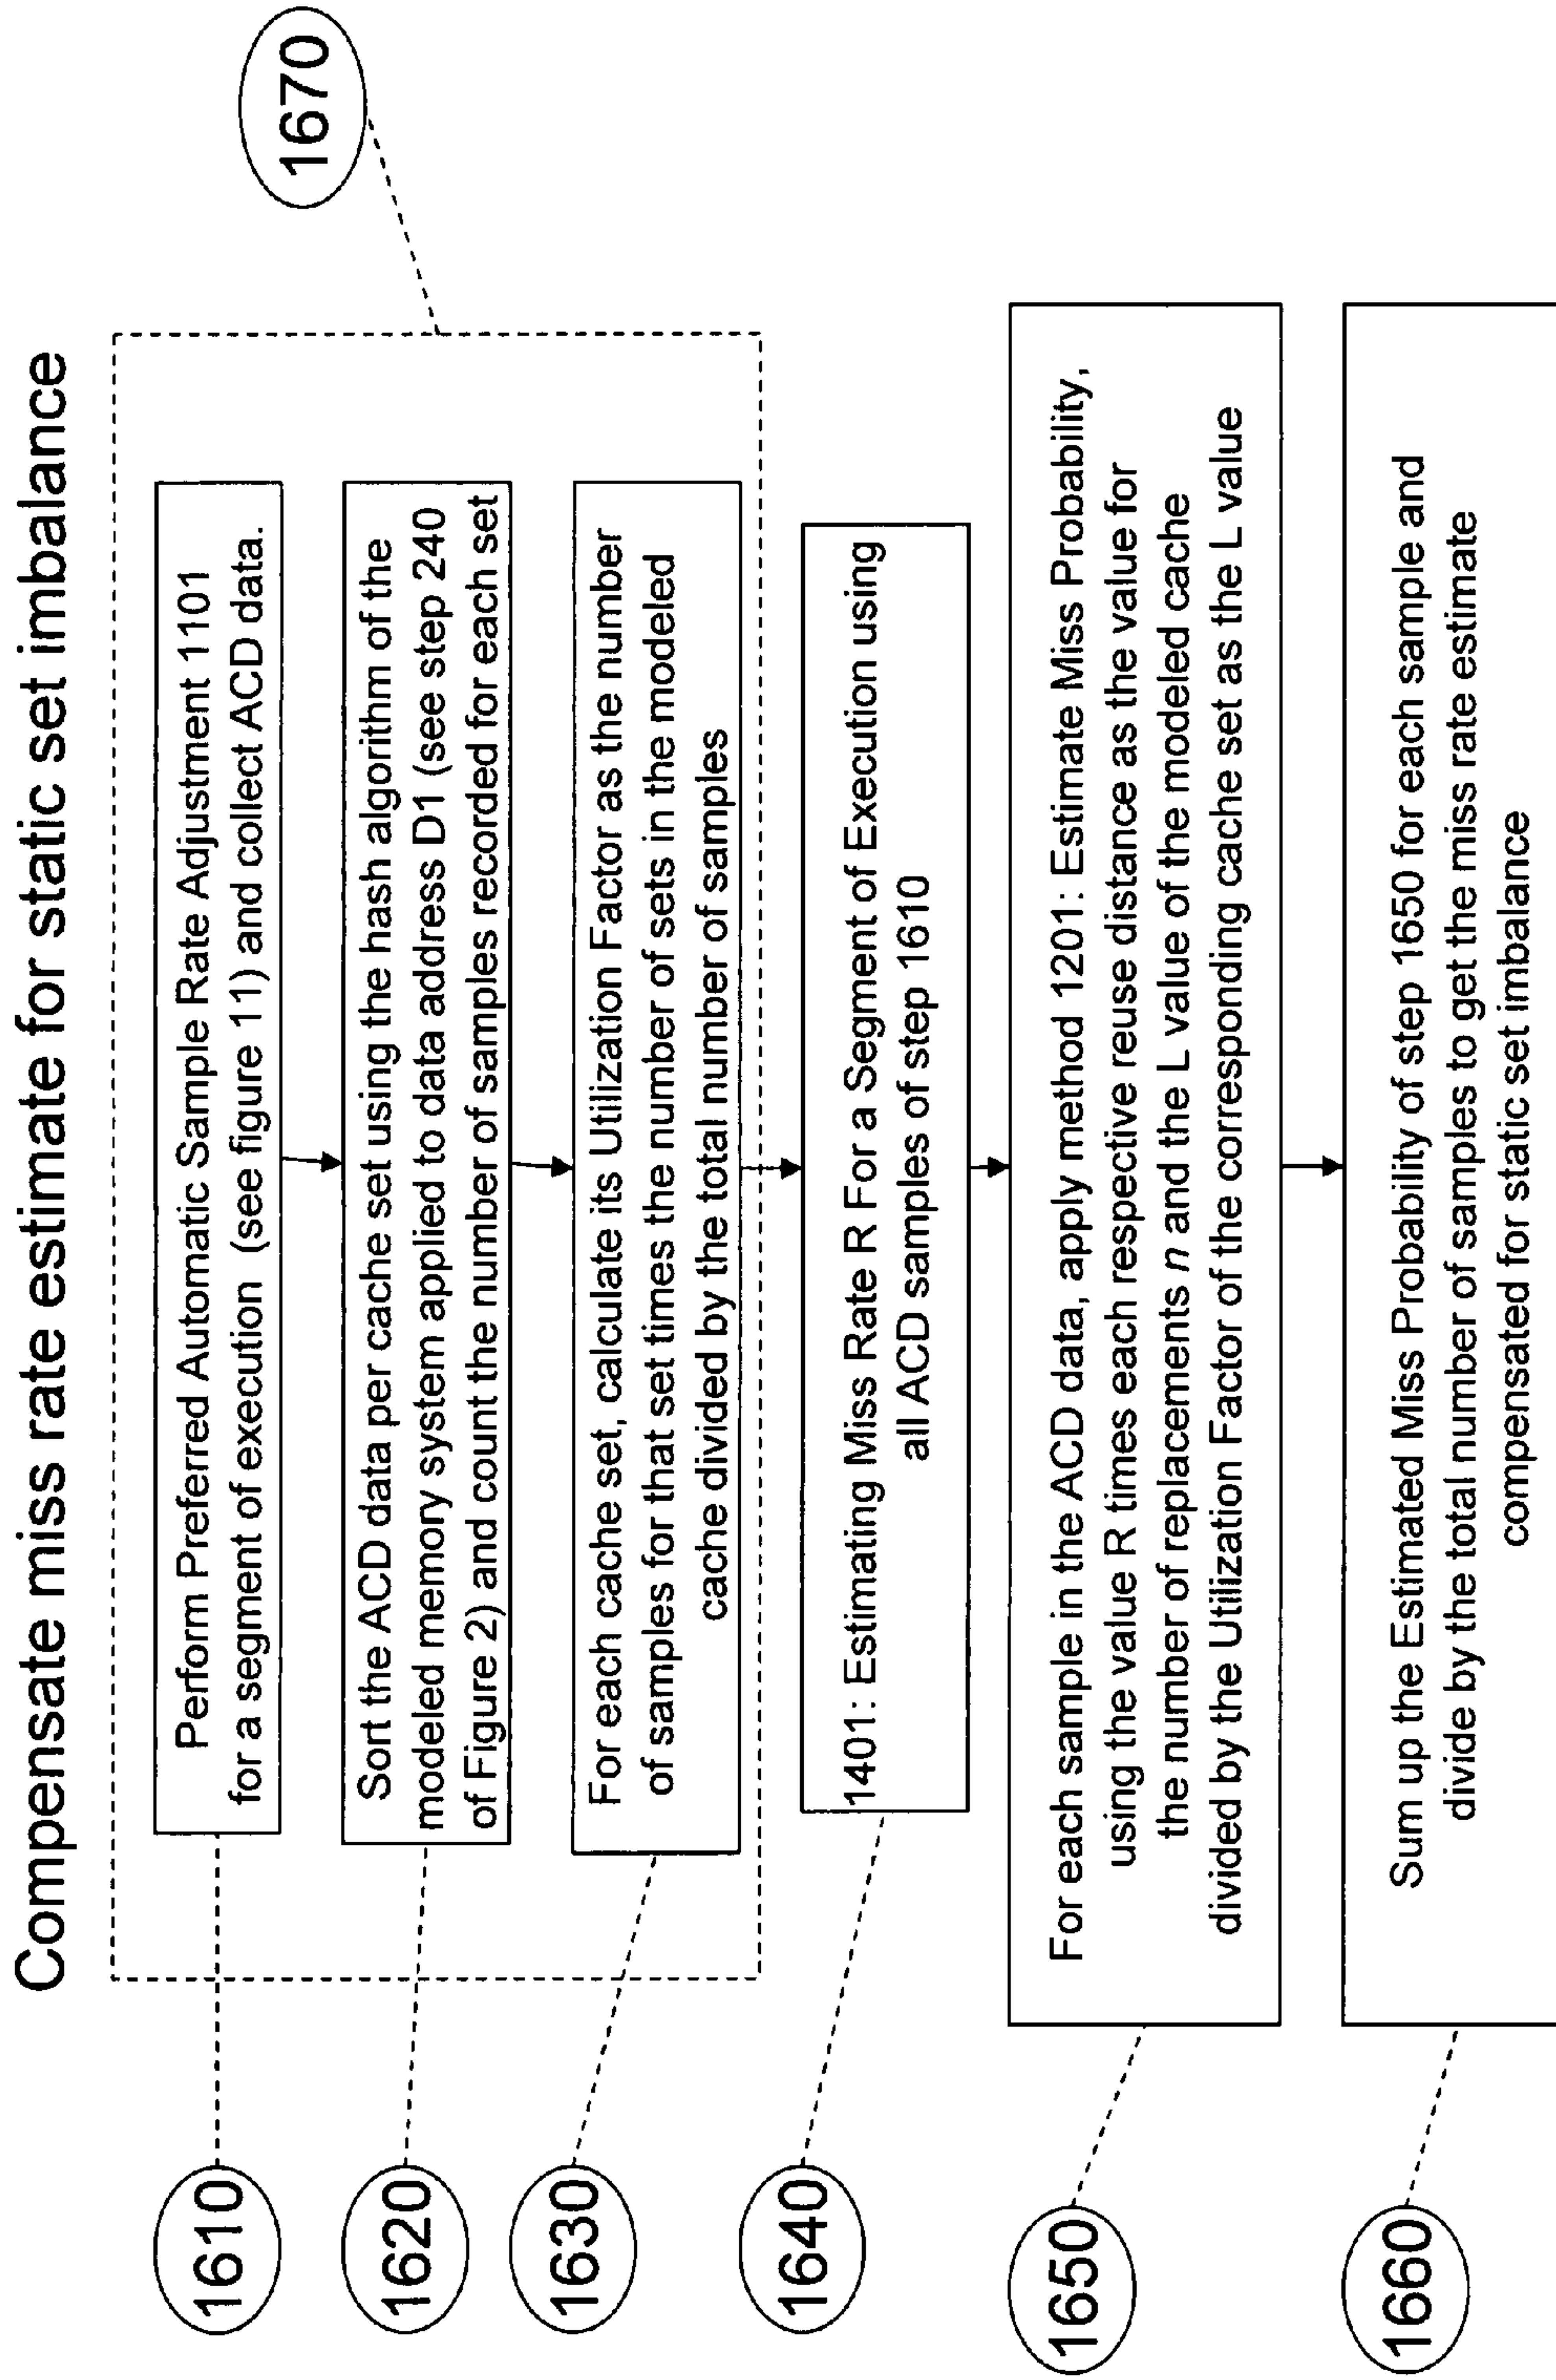 Compensate miss rate estimate for static set imbalance
1670
1610
Perform Preferred Automatic Sample Rate Adjustment 1101
for a segment of execution (see figure 11) and collect ACD data.
1620
Sort the ACD data per cache set using the hash algorithm of the
modeled memory system applied to data address D1 (see step 240
of Figure 2) and count the number of samples recorded for each set
1630
For each cache set, calculate its Utilization Factor as the number
of samples for that set times the number of sets in the modeled
cache divided by the total number of samples
1640
1401: Estimating Miss Rate R For a Segment of Execution using
all ACD samples of step 1610
1650
For each sample in the ACD data, apply method 1201: Estimate Miss Probability,
using the value R times each respective reuse distance as the value for
the number of replacements n and the L value of the modeled cache
divided by the Utilization Factor of the corresponding cache set as the L value
1660
Sum up the Estimated Miss Probability of step 1650 for each sample and
divide by the total number of samples to get the miss rate estimate
compensated for static set imbalance